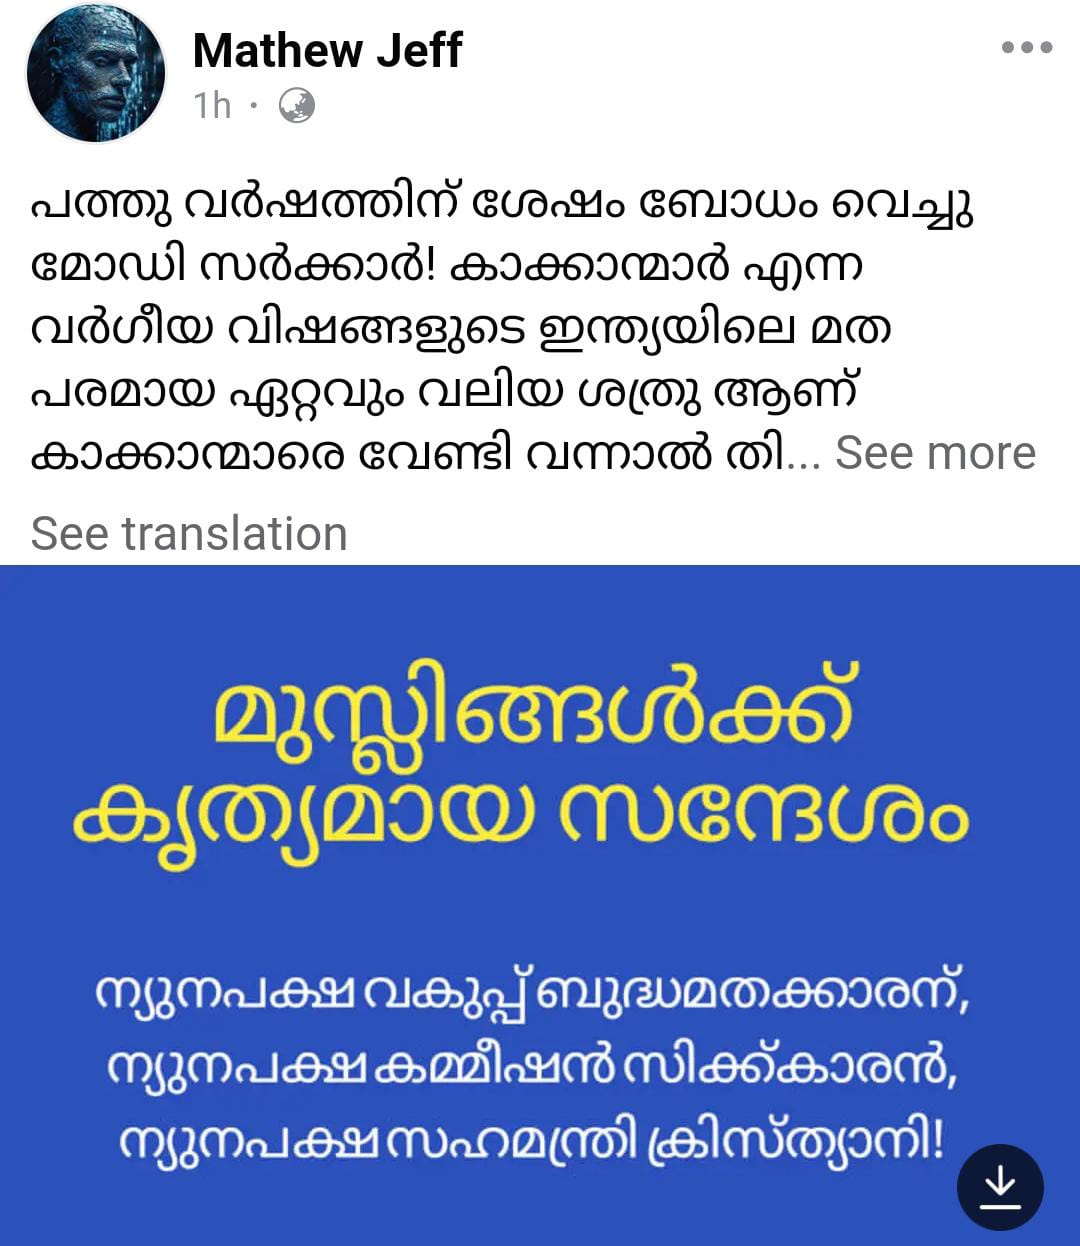 Mathew Jeff
1h ·
പത്തു വർഷത്തിന് ശേഷം ബോധം വെച്ചു
മോഡി സർക്കാർ! കാക്കാന്മാർ എന്ന
വർഗീയ വിഷങ്ങളുടെ ഇന്ത്യയിലെ മത
പരമായ ഏറ്റവും വലിയ ശത്രു ആണ്
കാക്കാന്മാരെ വേണ്ടി വന്നാൽ തി... See more
See translation
മുസ്ലിങ്ങൾക്ക്
കൃത്യമായ സന്ദേശം
ന്യുനപക്ഷ വകുപ്പ് ബുദ്ധമതക്കാരന്,
ന്യുനപക്ഷ കമ്മീഷൻ സിക്ക്കാരൻ,
ന്യുനപക്ഷ സഹമന്ത്രി ക്രിസ്ത്യാനി!